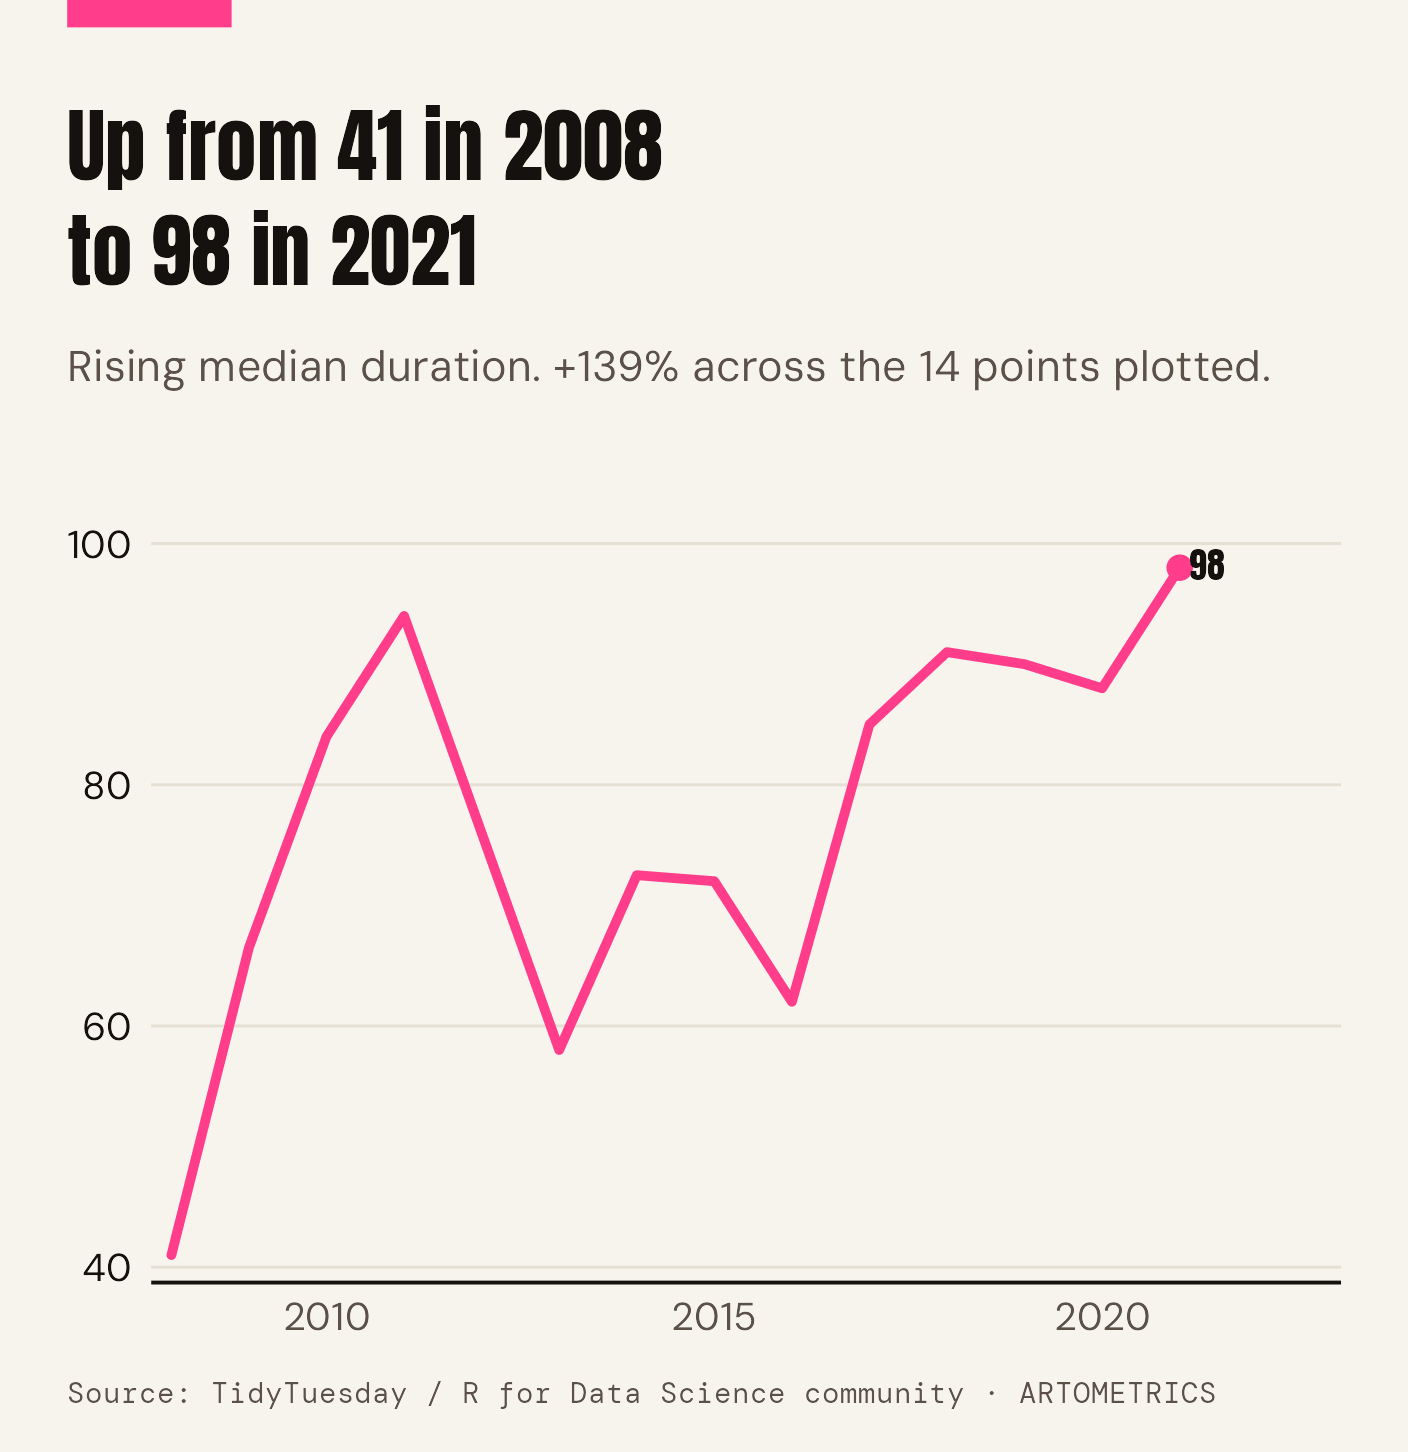 Up from 41 in 2008
to 98 in 2021
Rising median duration. +139% across the 14 points plotted.
100
98
80
60
40
2010 2015 2020
Source: TidyTuesday / R for Data Science community · ARTOMETRICS